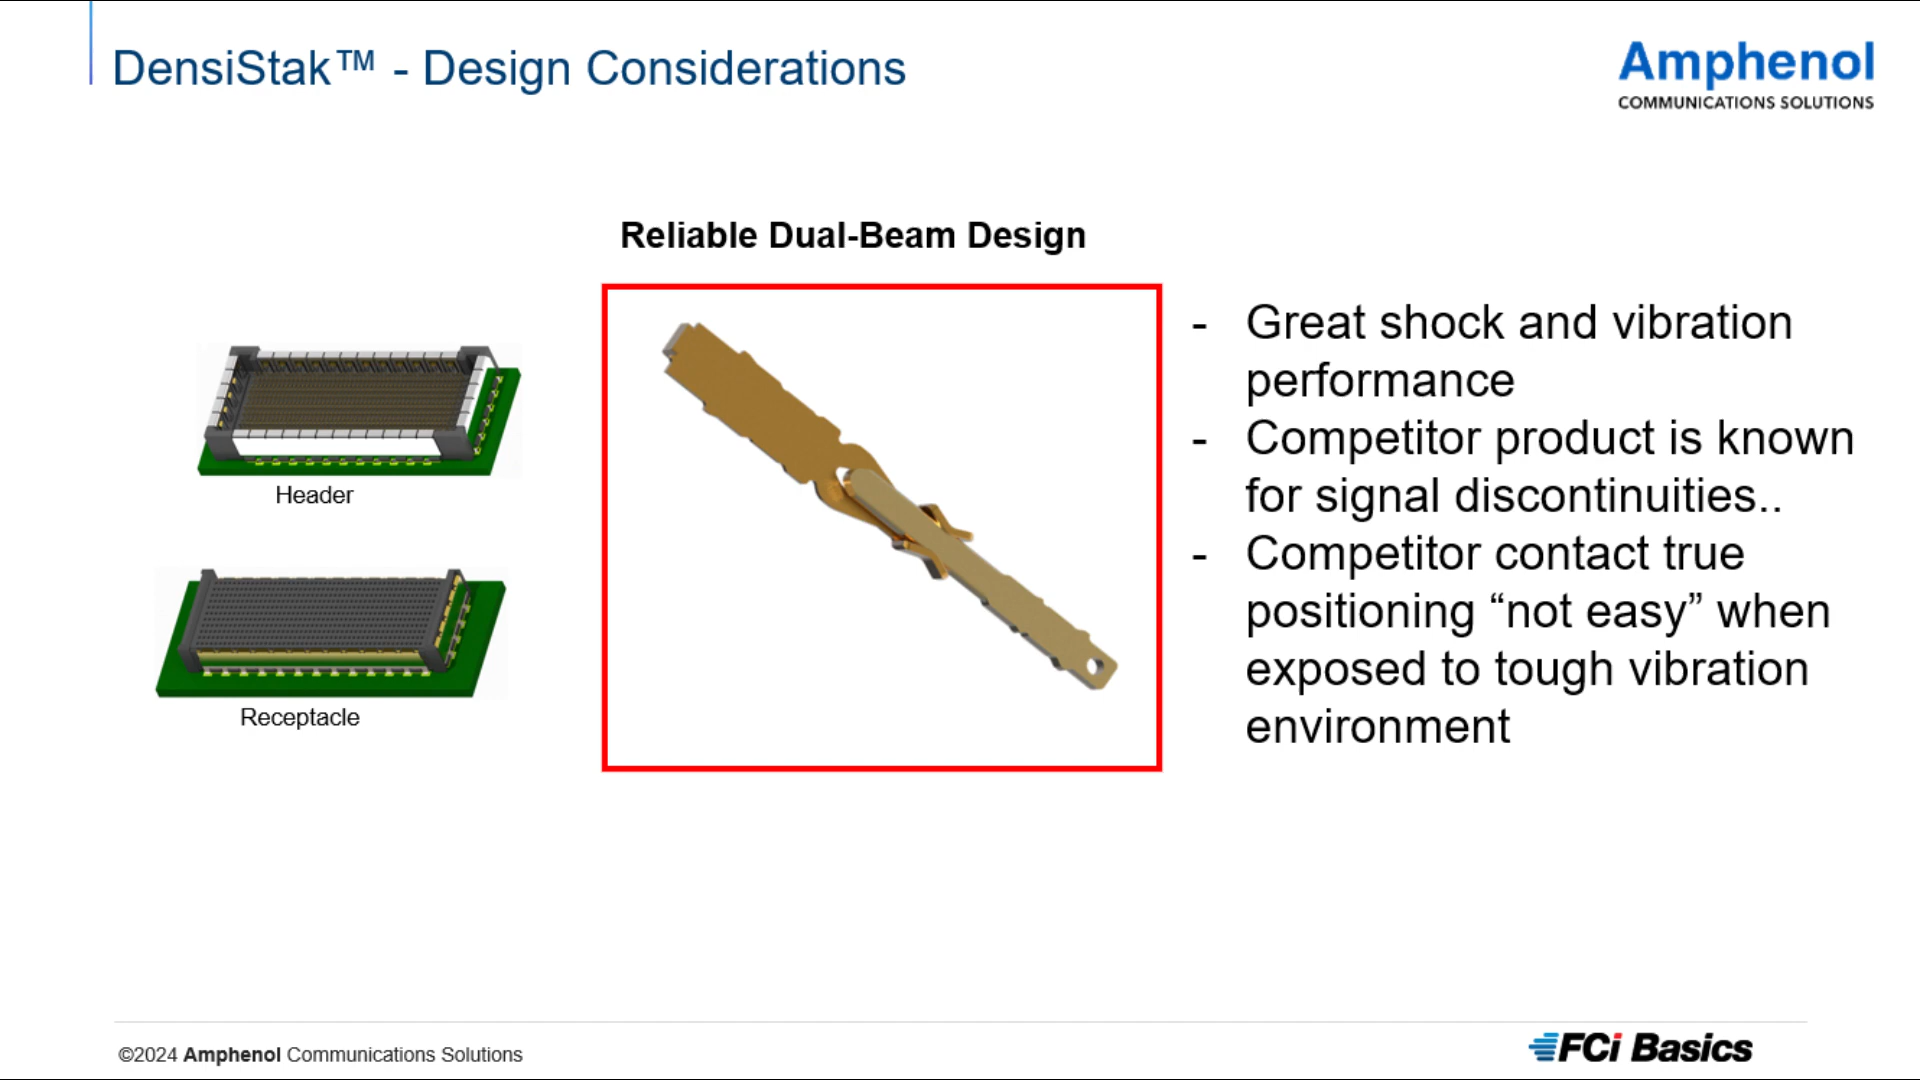 DensiStak™ - Design Considerations
Amphenol
COMMUNICATIONS SOLUTIONS
Reliable Dual-Beam Design
Header
Receptacle
- Great shock and vibration
performance
- Competitor product is known
for signal discontinuities..
- Competitor contact true
positioning “not easy” when
exposed to tough vibration
environment
©2024 Amphenol Communications Solutions
FCi Basics